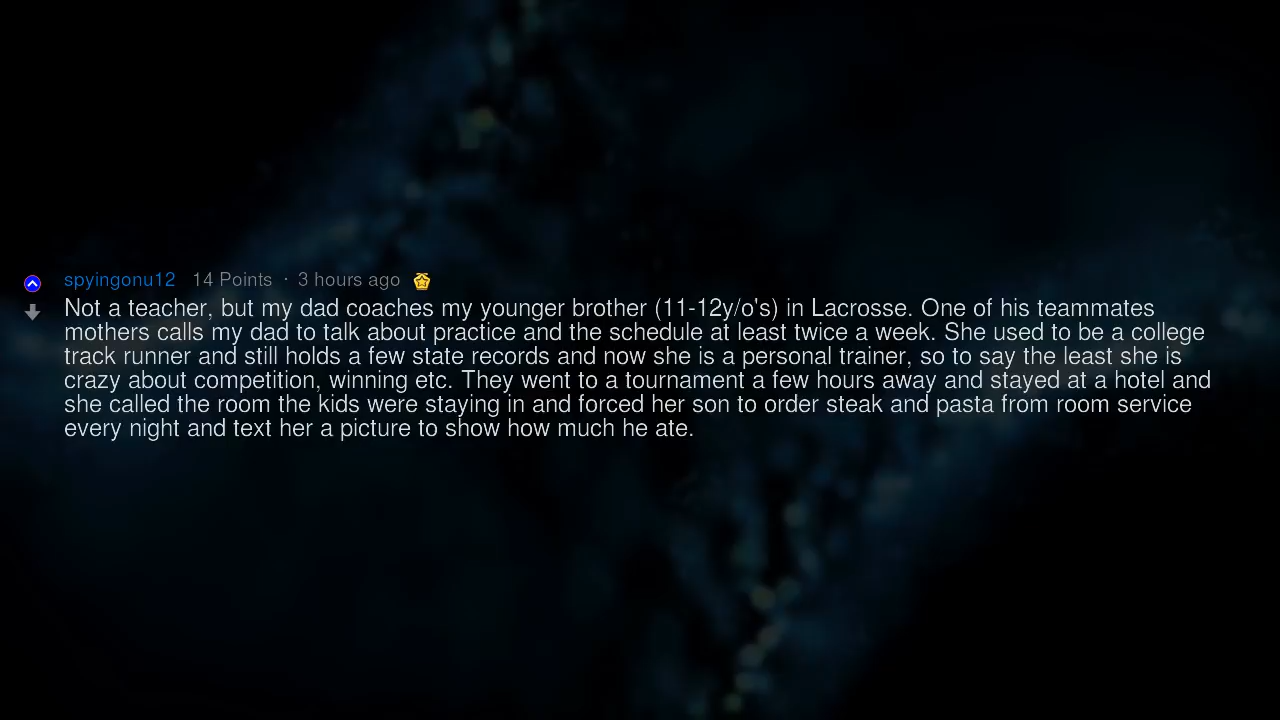 spyingonu12 14 Points · 3 hours ago
Not a teacher, but my dad coaches my younger brother (11-12y/o's) in Lacrosse. One of his teammates
mothers calls my dad to talk about practice and the schedule at least twice a week. She used to be a college
track runner and still holds a few state records and now she is a personal trainer, so to say the least she is
crazy about competition, winning etc. They went to a tournament a few hours away and stayed at a hotel and
she called the room the kids were staying in and forced her son to order steak and pasta from room service
every night and text her a picture to show how much he ate.